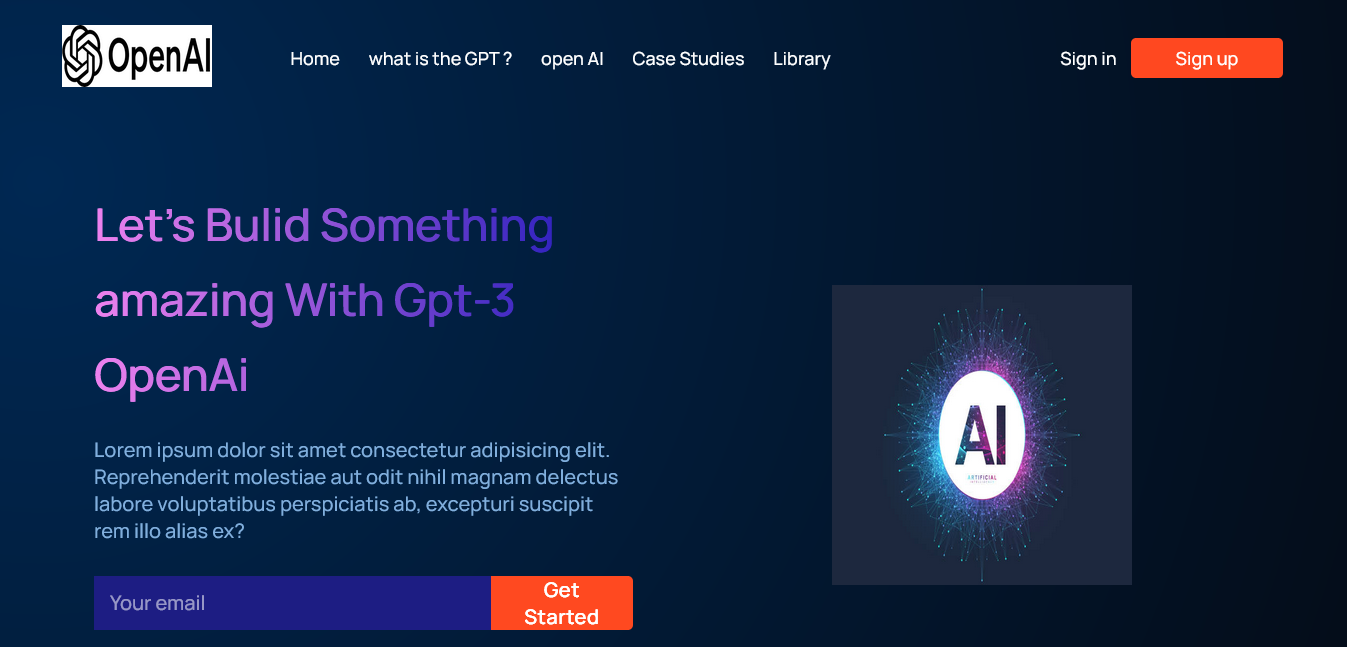 OpenAI
Home
what is the GPT ?
open AI
Case Studies
Library
Sign in
Sign up
Let's Bulid Something
amazing With Gpt-3
OpenAi
Lorem ipsum dolor sit amet consectetur adipisicing elit.
Reprehenderit molestiae aut odit nihil magnam delectus
labore voluptatibus perspiciatis ab, excepturi suscipit
rem illo alias ex?
Your email
Get
Started
AI
ARTIFICIAL